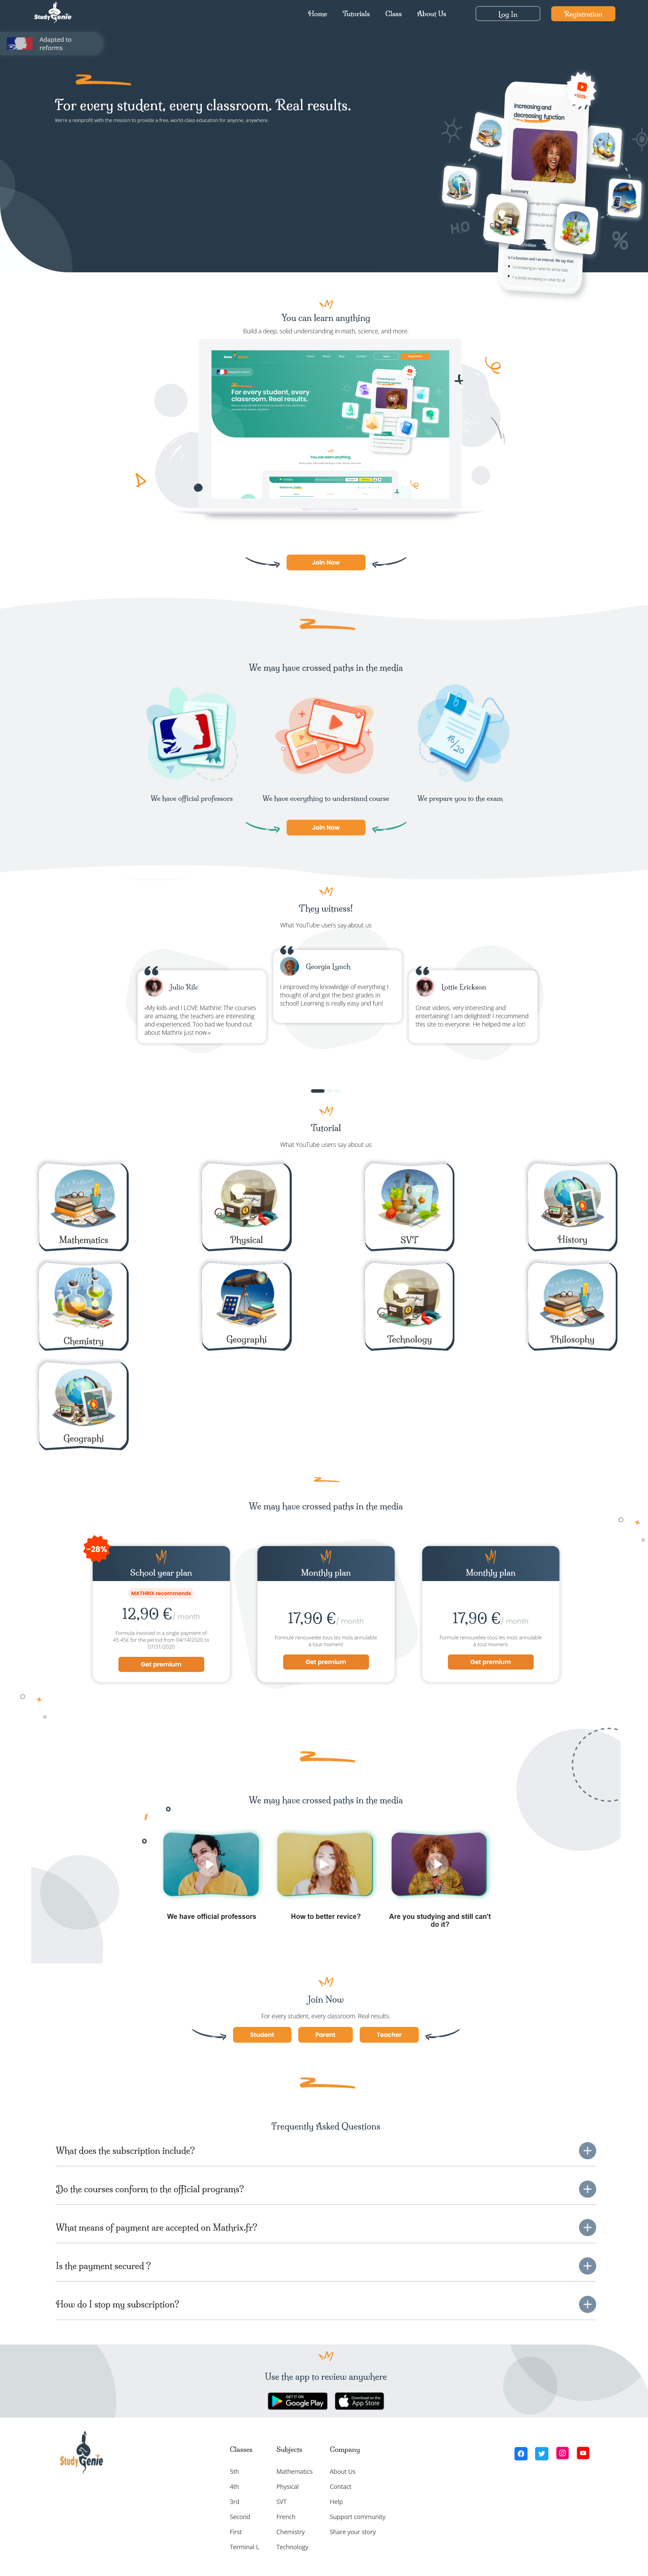 StudyGenie
Home
Tutorials
Class
About Us
Log In
Registration
Adapted to
reforms
For every student, every classroom. Real results.
We're a nonprofit with the mission to provide a free, world-class education for anyone, anywhere.
Increasing and
decreasing function
Summary
H2O
%
You can learn anything
Build a deep, solid understanding in math, science, and more.
For every student, every
classroom. Real results.
You can learn anything
Join Now
We may have crossed paths in the media
18/20
We have official professors
We have everything to understand course
We prepare you to the exam
Join Now
They witness!
What YouTube users say about us
Julio Rilc
«My kids and I LOVE Mathrix! The courses
are amazing, the teachers are interesting
and experienced. Too bad we found out
about Mathrix just now.»
Georgia Lynch
I improved my knowledge of everything I
thought of and got the best grades in
school! Learning is really easy and fun!
Lottie Erickson
Great videos, very interesting and
entertaining! I am delighted! I recommend
this site to everyone. He helped me a lot!
Tutorial
What YouTube users say about us
Mathematics
Physical
SVT
History
Chemistry
Geographi
Technology
Philosophy
Geographi
We may have crossed paths in the media
-28%
School year plan
MATHRIX recommends
12,90 € / month
Formula invoiced in a single payment of
45.45€ for the period from 04/14/2020 to
07/31/2020
Get premium
Monthly plan
17,90 € / month
Formule renouvelée tous les mois annulable
à tout moment
Get premium
Monthly plan
17,90 € / month
Formule renouvelée tous les mois annulable
à tout moment
Get premium
We may have crossed paths in the media
We have official professors
How to better revice?
Are you studying and still can't
do it?
Join Now
For every student, every classroom. Real results.
Student
Parent
Teacher
Frequently Asked Questions
What does the subscription include?
Do the courses conform to the official programs?
What means of payment are accepted on Mathrix.fr?
Is the payment secured ?
How do I stop my subscription?
Use the app to review anywhere
GET IT ON
Google Play
Download on the
App Store
StudyGenie
Classes
5th
4th
3rd
Second
First
Terminal L
Subjects
Mathematics
Physical
SVT
French
Chemistry
Technology
Company
About Us
Contact
Help
Support community
Share your story